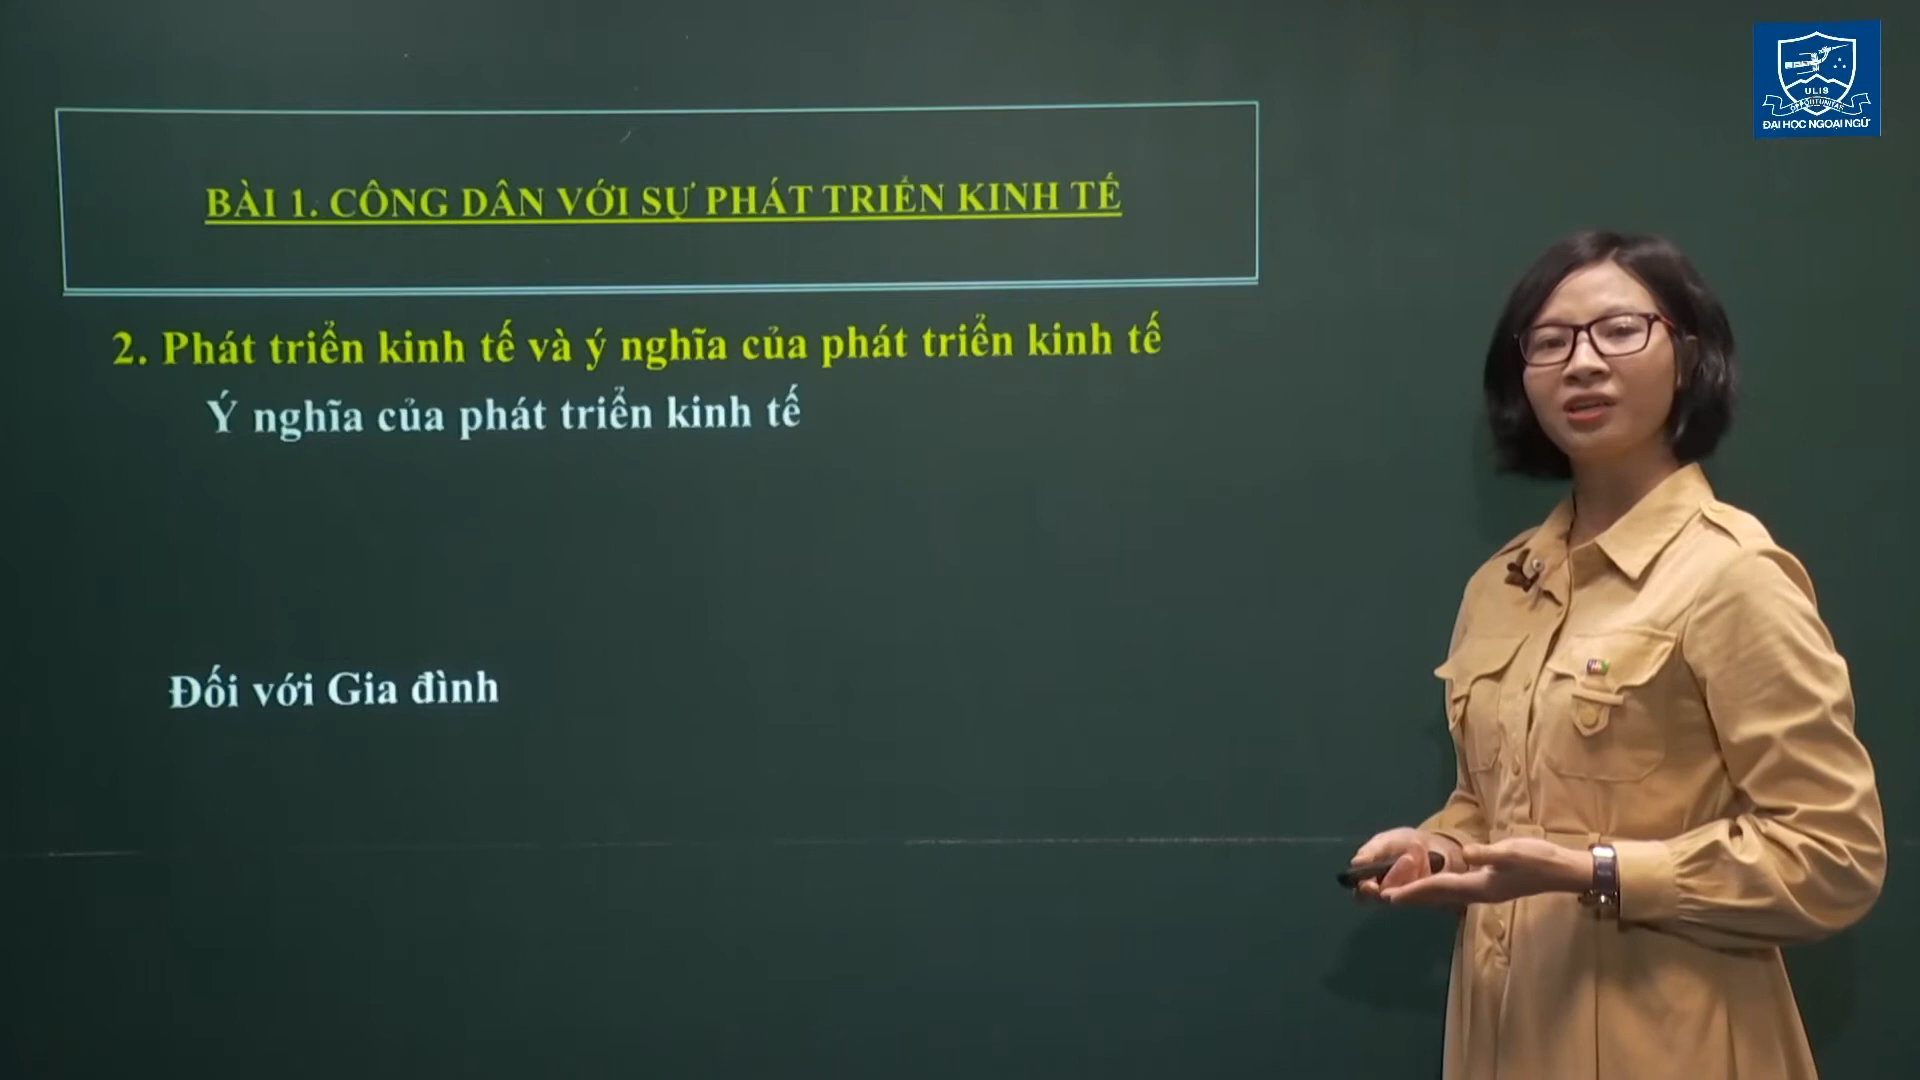 ULIS
OPPORTUNITAS
ĐẠI HỌC NGOẠI NGỮ
BÀI 1. CÔNG DÂN VỚI SỰ PHÁT TRIỂN KINH TẾ
2. Phát triển kinh tế và ý nghĩa của phát triển kinh tế
Ý nghĩa của phát triển kinh tế
Đối với Gia đình